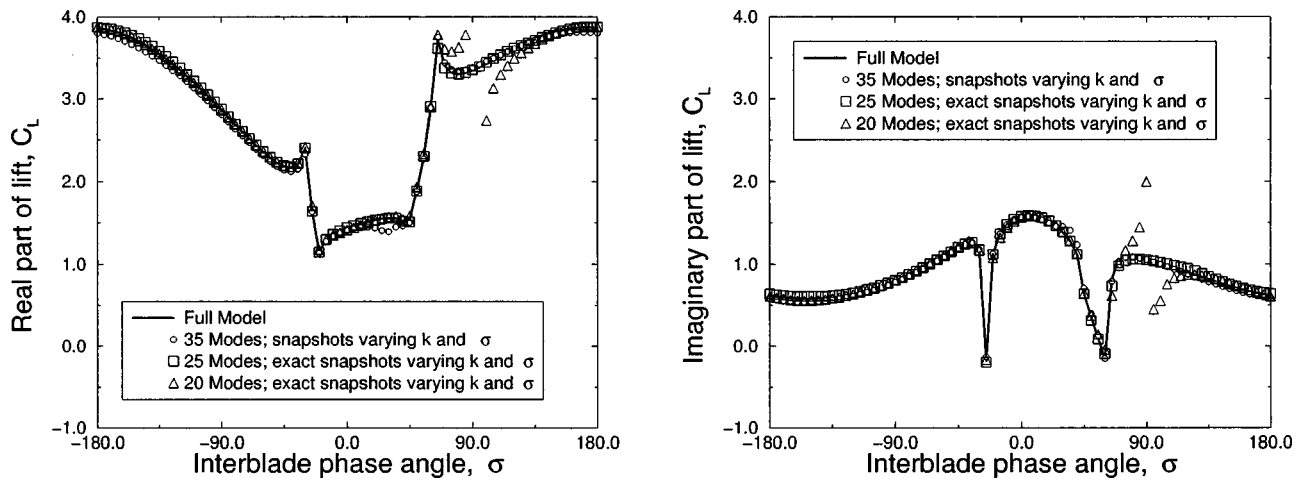 4.0
3.0
2.0
1.0
0.0
-1.0
Real part of lift, C_L
Full Model
35 Modes; snapshots varying k and σ
25 Modes; exact snapshots varying k and σ
20 Modes; exact snapshots varying k and σ
-180.0 -90.0 0.0 90.0 180.0
Interblade phase angle, σ
4.0
3.0
2.0
1.0
0.0
-1.0
Imaginary part of lift, C_L
Full Model
35 Modes; snapshots varying k and σ
25 Modes; exact snapshots varying k and σ
20 Modes; exact snapshots varying k and σ
-180.0 -90.0 0.0 90.0 180.0
Interblade phase angle, σ